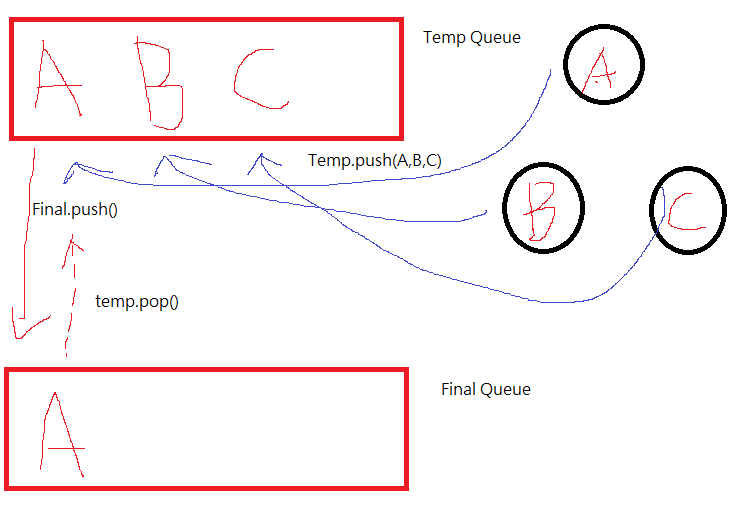 Temp Queue
A B C
A
Temp.push(A,B,C)
B
C
Final.push()
temp.pop()
Final Queue
A